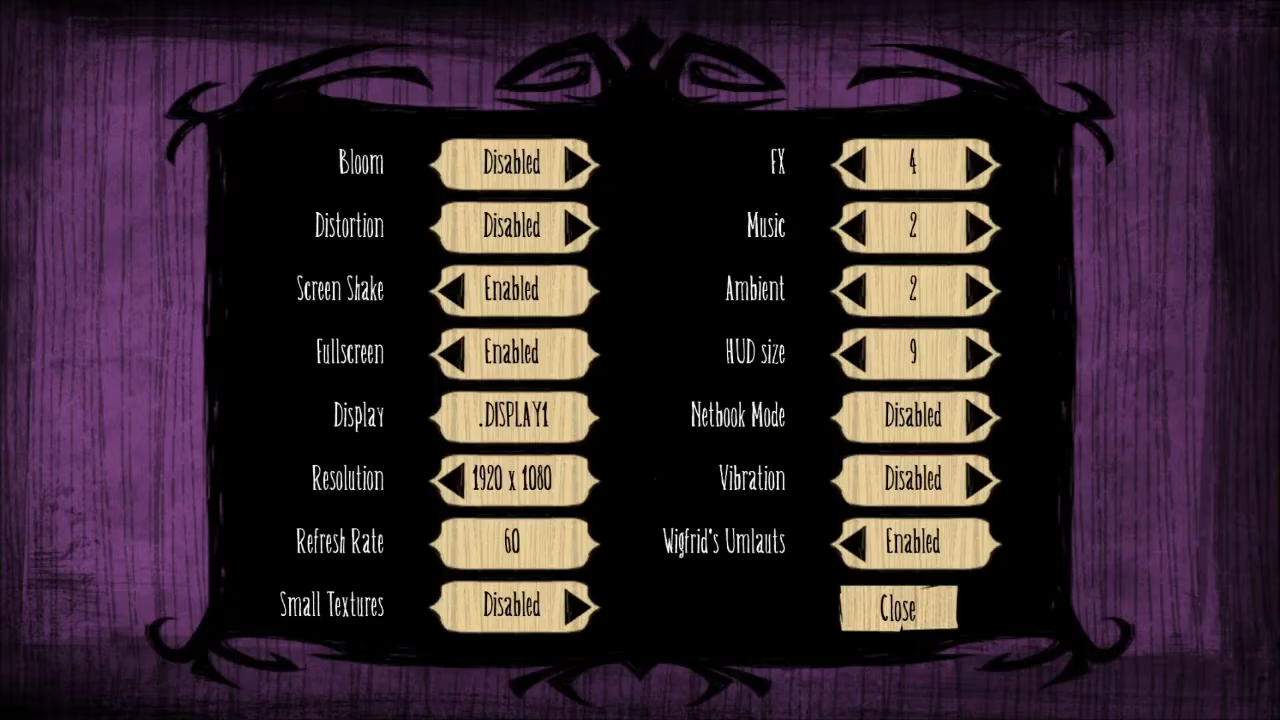 Bloom Disabled
Distortion Disabled
Screen Shake Enabled
Fullscreen Enabled
Display .DISPLAY1
Resolution 1920 x 1080
Refresh Rate 60
Small Textures Disabled
FX 4
Music 2
Ambient 2
HUD size 9
Netbook Mode Disabled
Vibration Disabled
Wigfrid's Umlauts Enabled
Close